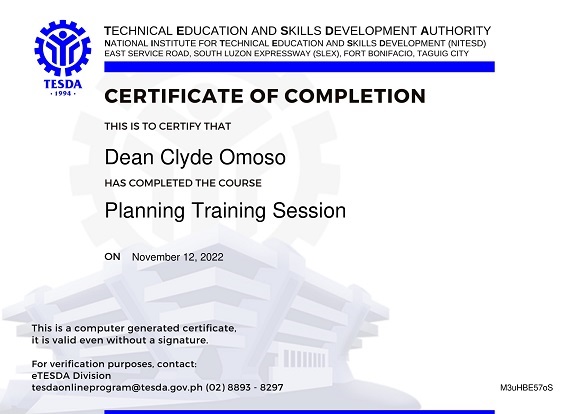 TECHNICAL EDUCATION AND SKILLS DEVELOPMENT AUTHORITY
NATIONAL INSTITUTE FOR TECHNICAL EDUCATION AND SKILLS DEVELOPMENT (NITESD)
EAST SERVICE ROAD, SOUTH LUZON EXPRESSWAY (SLEX), FORT BONIFACIO, TAGUIG CITY
TESDA
• 1994 •
CERTIFICATE OF COMPLETION
THIS IS TO CERTIFY THAT
Dean Clyde Omoso
HAS COMPLETED THE COURSE
Planning Training Session
ON November 12, 2022
This is a computer generated certificate,
it is valid even without a signature.
For verification purposes, contact:
eTESDA Division
tesdaonlineprogram@tesda.gov.ph (02) 8893 - 8297
M3uHBE57oS